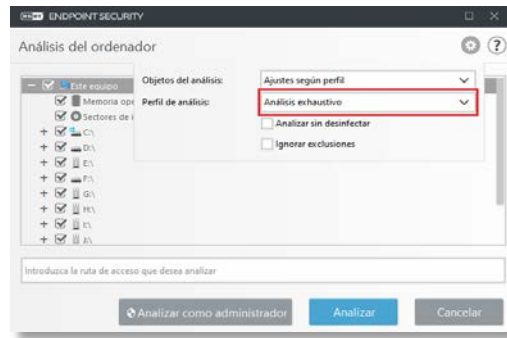 eset ENDPOINT SECURITY
Análisis del ordenador
Objetos del análisis: Ajustes según perfil
Perfil de análisis: Análisis exhaustivo
Analizar sin desinfectar
Ignorar exclusiones
Este equipo
Memoria ope
Sectores de i
C:\
D:\
E:\
F:\
G:\
H:\
Introduzca la ruta de acceso que desea analizar
Analizar como administrador Analizar Cancelar